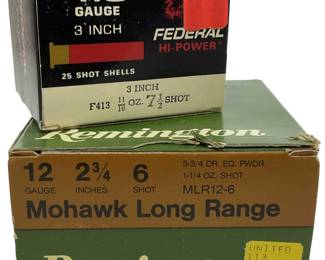 GAUGE
3 INCH
FEDERAL
HI-POWER®
25 SHOT SHELLS
3 INCH
F413 11/16 OZ. 7 1/2 SHOT
Remington
12 2 3/4 6
GAUGE INCHES SHOT
3-3/4 DR. EQ. PWDR.
1-1/4 OZ. SHOT
MLR12-6
Mohawk Long Range
UNITED